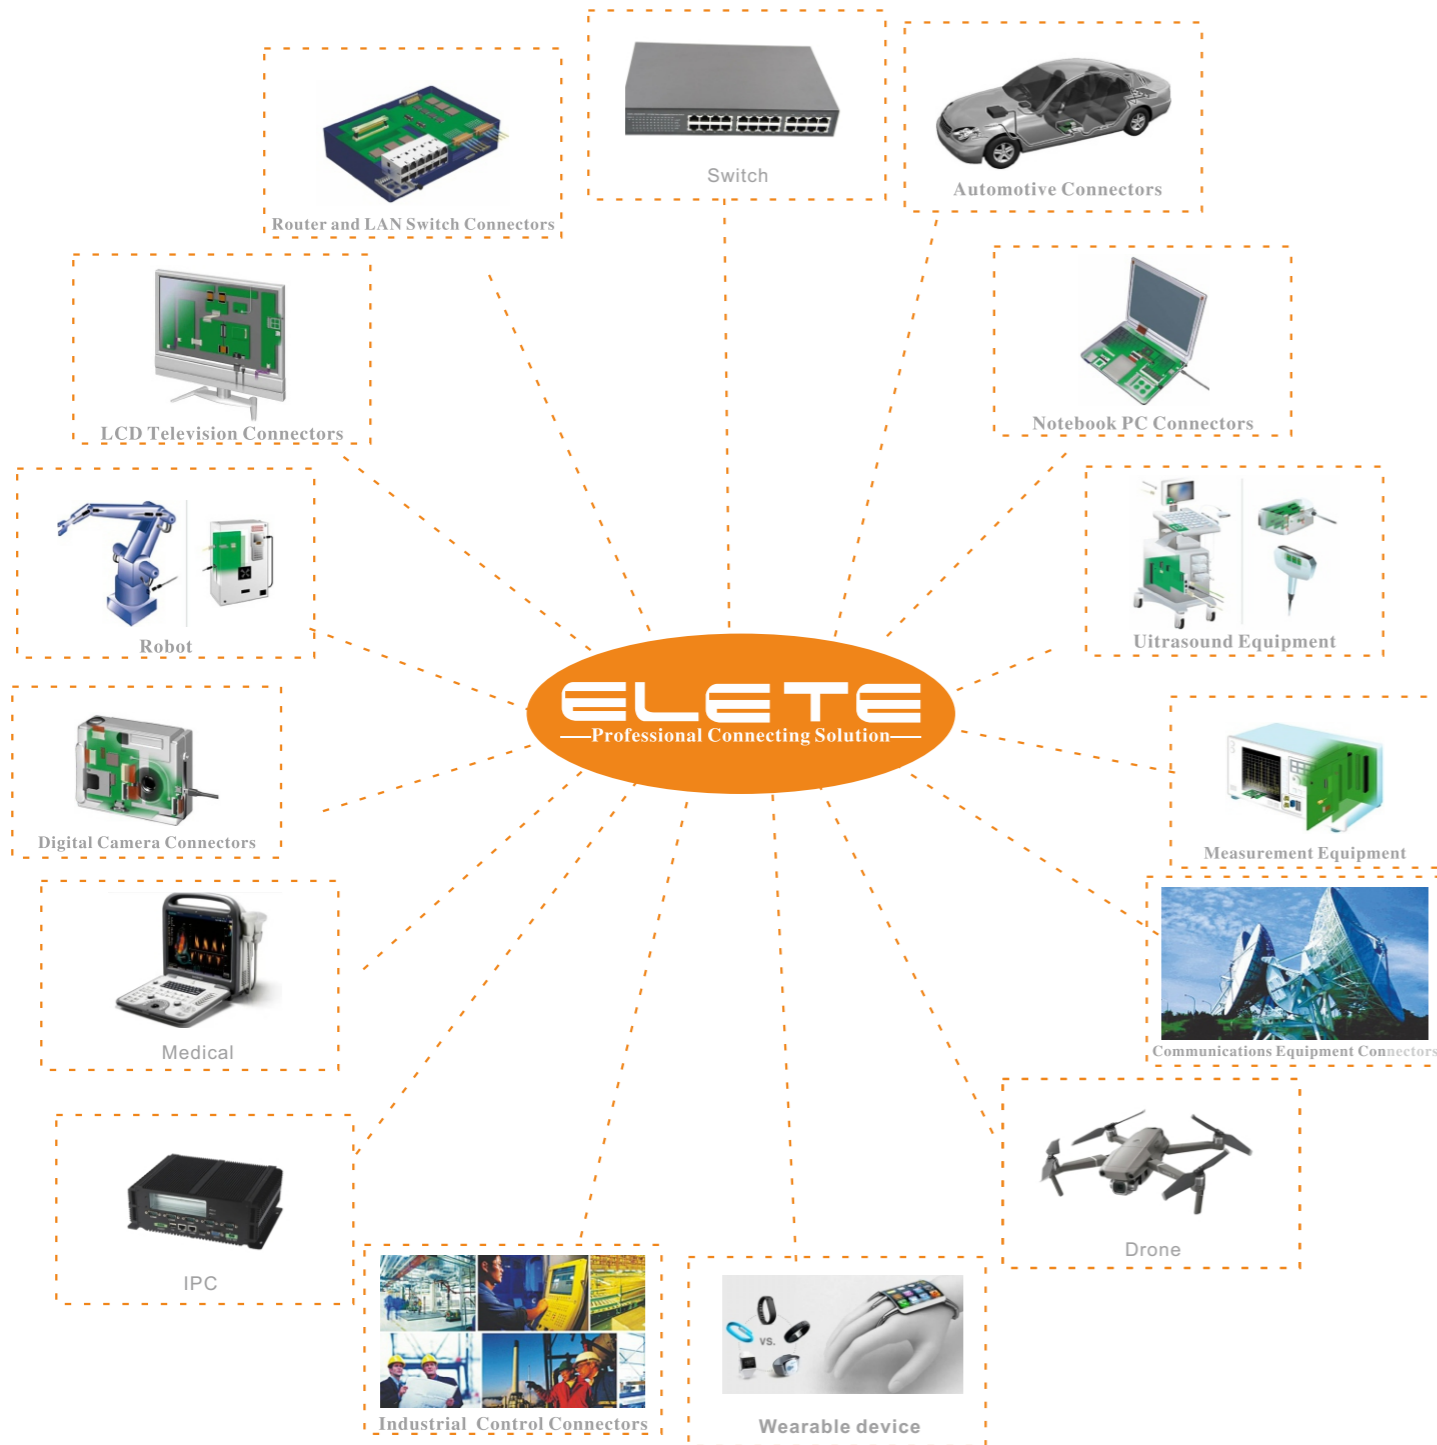 Switch
Automotive Connectors
Router and LAN Switch Connectors
Notebook PC Connectors
LCD Television Connectors
Uitrasound Equipment
Robot
ELETE
Professional Connecting Solution
Digital Camera Connectors
Measurement Equipment
VS.
Medical
Communications Equipment Connectors
Drone
IPC
Industrial Control Connectors
Wearable device